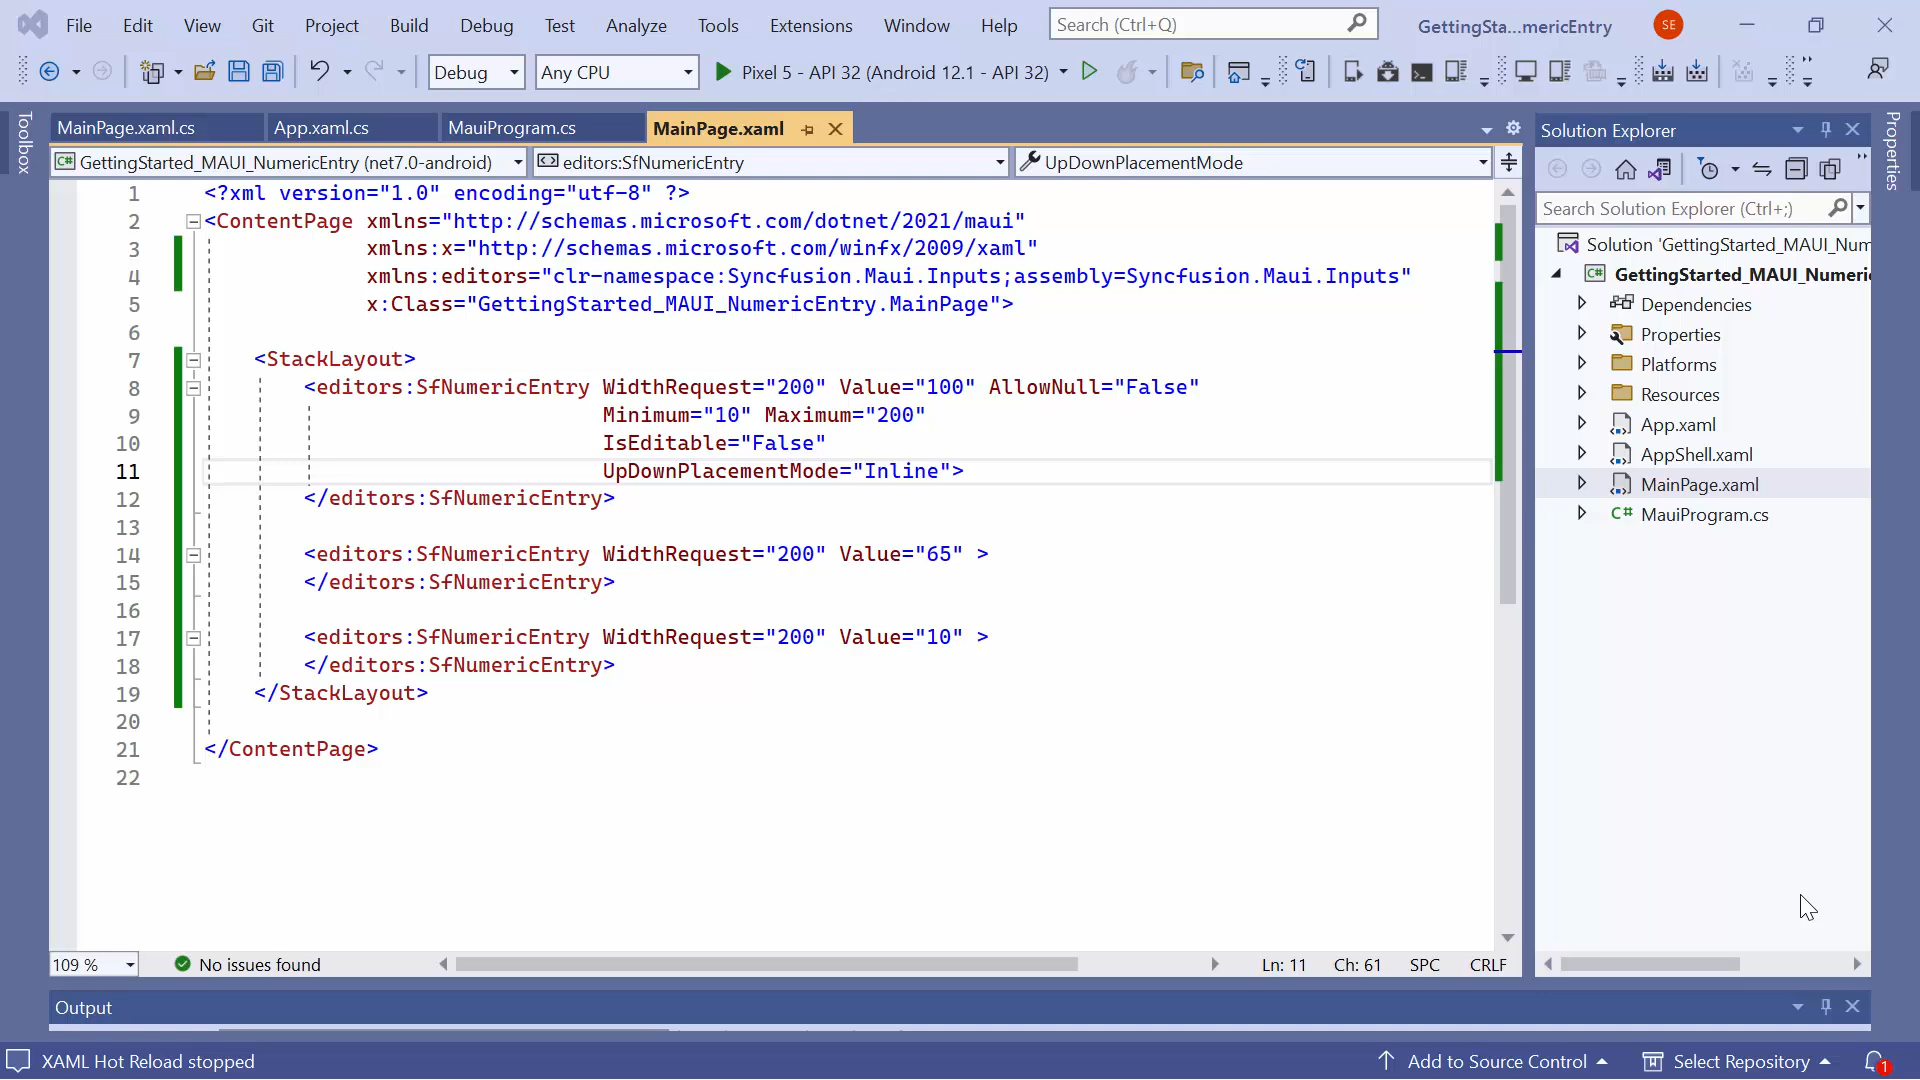 File Edit View Git Project Build Debug Test Analyze Tools Extensions Window Help Search (Ctrl+Q) GettingSta...mericEntry SE
Debug Any CPU Pixel 5 - API 32 (Android 12.1 - API 32)
Toolbox
MainPage.xaml.cs App.xaml.cs MauiProgram.cs MainPage.xaml
GettingStarted_MAUI_NumericEntry (net7.0-android) editors:SfNumericEntry UpDownPlacementMode
1 <?xml version="1.0" encoding="utf-8" ?>
2 <ContentPage xmlns="http://schemas.microsoft.com/dotnet/2021/maui"
3 xmlns:x="http://schemas.microsoft.com/winfx/2009/xaml"
4 xmlns:editors="clr-namespace:Syncfusion.Maui.Inputs;assembly=Syncfusion.Maui.Inputs"
5 x:Class="GettingStarted_MAUI_NumericEntry.MainPage">
6
7 <StackLayout>
8 <editors:SfNumericEntry WidthRequest="200" Value="100" AllowNull="False"
9 Minimum="10" Maximum="200"
10 IsEditable="False"
11 UpDownPlacementMode="Inline">
12 </editors:SfNumericEntry>
13
14 <editors:SfNumericEntry WidthRequest="200" Value="65" >
15 </editors:SfNumericEntry>
16
17 <editors:SfNumericEntry WidthRequest="200" Value="10" >
18 </editors:SfNumericEntry>
19 </StackLayout>
20
21 </ContentPage>
22
109 % No issues found Ln: 11 Ch: 61 SPC CRLF
Solution Explorer
Search Solution Explorer (Ctrl+;)
Solution 'GettingStarted_MAUI_Num
GettingStarted_MAUI_Numeri
Dependencies
Properties
Platforms
Resources
App.xaml
AppShell.xaml
MainPage.xaml
C# MauiProgram.cs
Properties
Output
XAML Hot Reload stopped Add to Source Control Select Repository 1